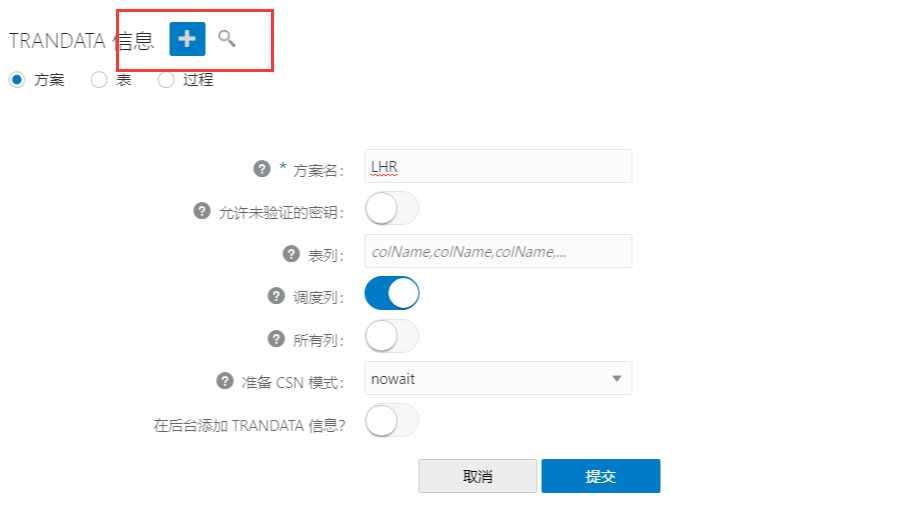 TRANDATA 信息
方案 表 过程
* 方案名: LHR
允许未验证的密钥:
表列: colName,colName,colName,...
调度列:
所有列:
准备 CSN 模式: nowait
在后台添加 TRANDATA 信息?
取消 提交